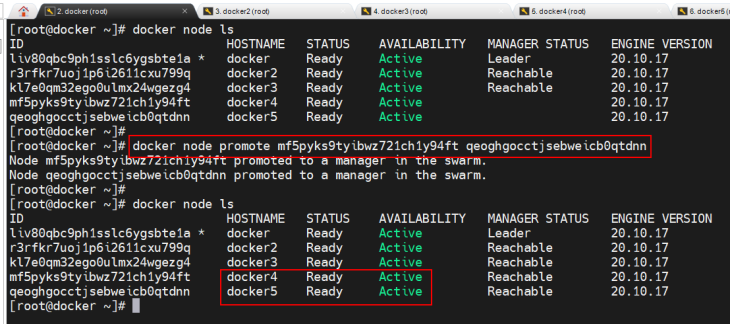 2. docker (root) × 3. docker2 (root) 4. docker3 (root) 5. docker4 (root) 6. docker5 (
[root@docker ~]# docker node ls
ID HOSTNAME STATUS AVAILABILITY MANAGER STATUS ENGINE VERSION
liv80qbc9ph1sslc6ygsbte1a * docker Ready Active Leader 20.10.17
r3rfkr7uoj1p6i2611cxu799q docker2 Ready Active Reachable 20.10.17
kl7e0qm32ego0ulmx24wgezg4 docker3 Ready Active Reachable 20.10.17
mf5pyks9tyibwz721ch1y94ft docker4 Ready Active 20.10.17
qeoghgocctjsebweicb0qtdnn docker5 Ready Active 20.10.17
[root@docker ~]#
[root@docker ~]# docker node promote mf5pyks9tyibwz721ch1y94ft qeoghgocctjsebweicb0qtdnn
Node mf5pyks9tyibwz721ch1y94ft promoted to a manager in the swarm.
Node qeoghgocctjsebweicb0qtdnn promoted to a manager in the swarm.
[root@docker ~]#
[root@docker ~]# docker node ls
ID HOSTNAME STATUS AVAILABILITY MANAGER STATUS ENGINE VERSION
liv80qbc9ph1sslc6ygsbte1a * docker Ready Active Leader 20.10.17
r3rfkr7uoj1p6i2611cxu799q docker2 Ready Active Reachable 20.10.17
kl7e0qm32ego0ulmx24wgezg4 docker3 Ready Active Reachable 20.10.17
mf5pyks9tyibwz721ch1y94ft docker4 Ready Active Reachable 20.10.17
qeoghgocctjsebweicb0qtdnn docker5 Ready Active Reachable 20.10.17
[root@docker ~]#